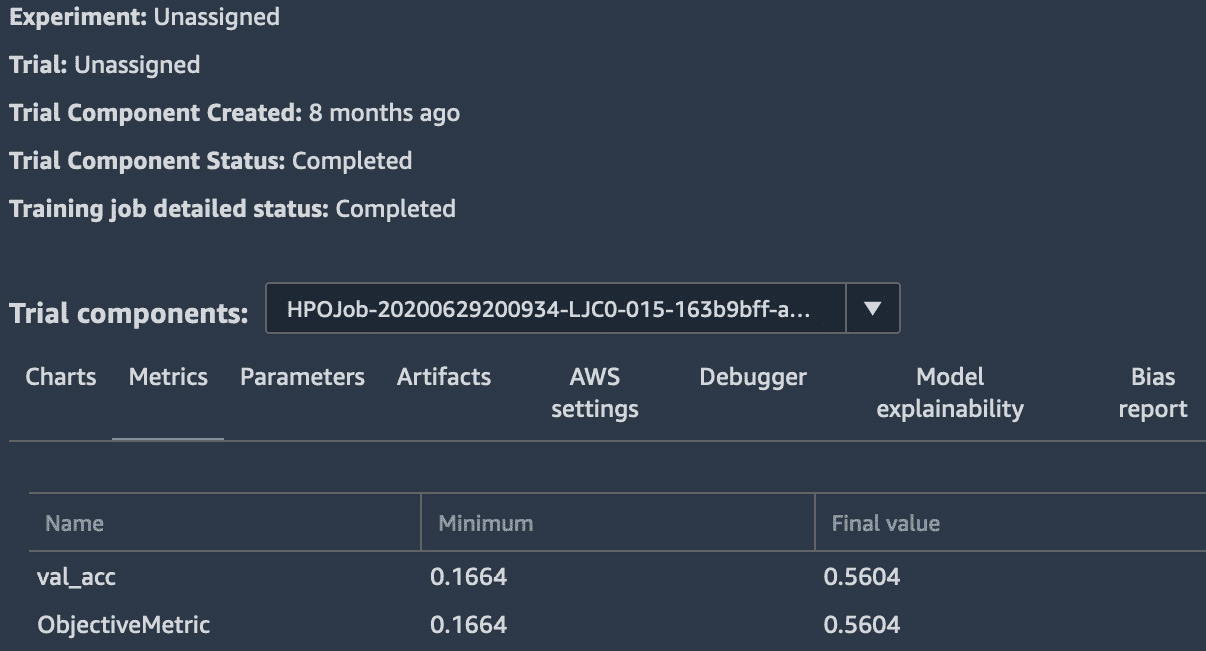 Experiment: Unassigned
Trial: Unassigned
Trial Component Created: 8 months ago
Trial Component Status: Completed
Training job detailed status: Completed
Trial components: HPOJob-20200629200934-LJC0-015-163b9bff-a...
Charts Metrics Parameters Artifacts AWS settings Debugger Model explainability Bias report
Name Minimum Final value
val_acc 0.1664 0.5604
ObjectiveMetric 0.1664 0.5604